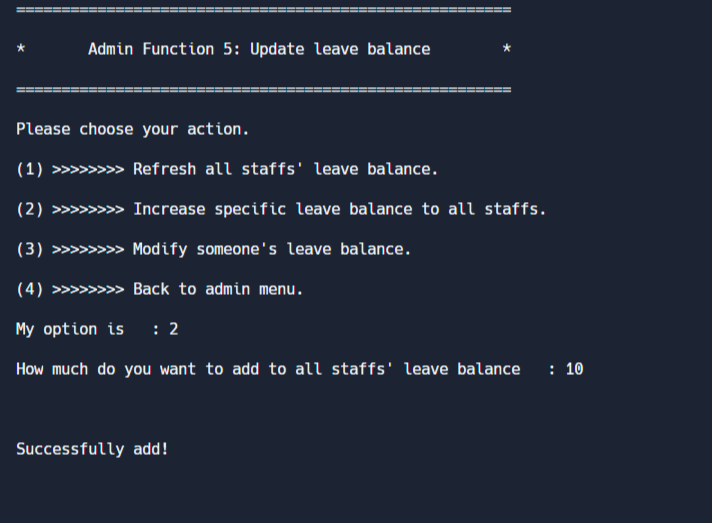 =======================================================
*       Admin Function 5: Update leave balance        *
=======================================================
Please choose your action.
(1) >>>>>>>> Refresh all staffs' leave balance.
(2) >>>>>>>> Increase specific leave balance to all staffs.
(3) >>>>>>>> Modify someone's leave balance.
(4) >>>>>>>> Back to admin menu.
My option is   : 2
How much do you want to add to all staffs' leave balance   : 10
Successfully add!